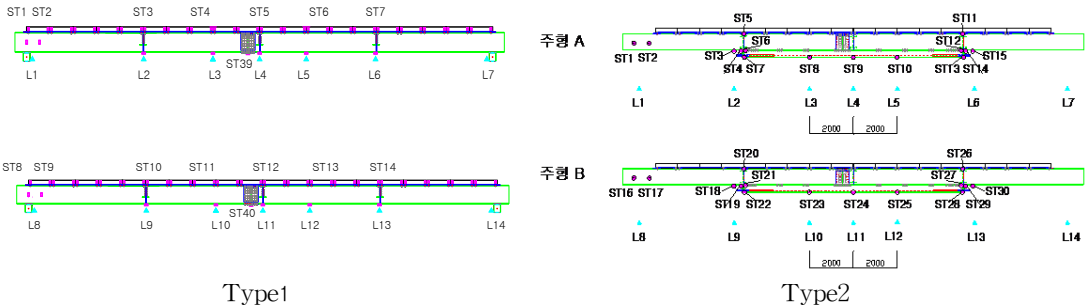 ST1 ST2 ST3 ST4 ST5 ST6 ST7
ST39
L1 L2 L3 L4 L5 L6 L7
ST8 ST9 ST10 ST11 ST12 ST13 ST14
ST40
L8 L9 L10 L11 L12 L13 L14
Type1
주형 A
ST5 ST11
ST6 ST12
ST1 ST2 ST3 ST15
ST4 ST7 ST8 ST9 ST10 ST13 ST14
L1 L2 L3 L4 L5 L6 L7
2000 2000
주형 B
ST20 ST26
ST21 ST27
ST16 ST17 ST18 ST30
ST19 ST22 ST23 ST24 ST25 ST28 ST29
L8 L9 L10 L11 L12 L13 L14
2000 2000
Type2